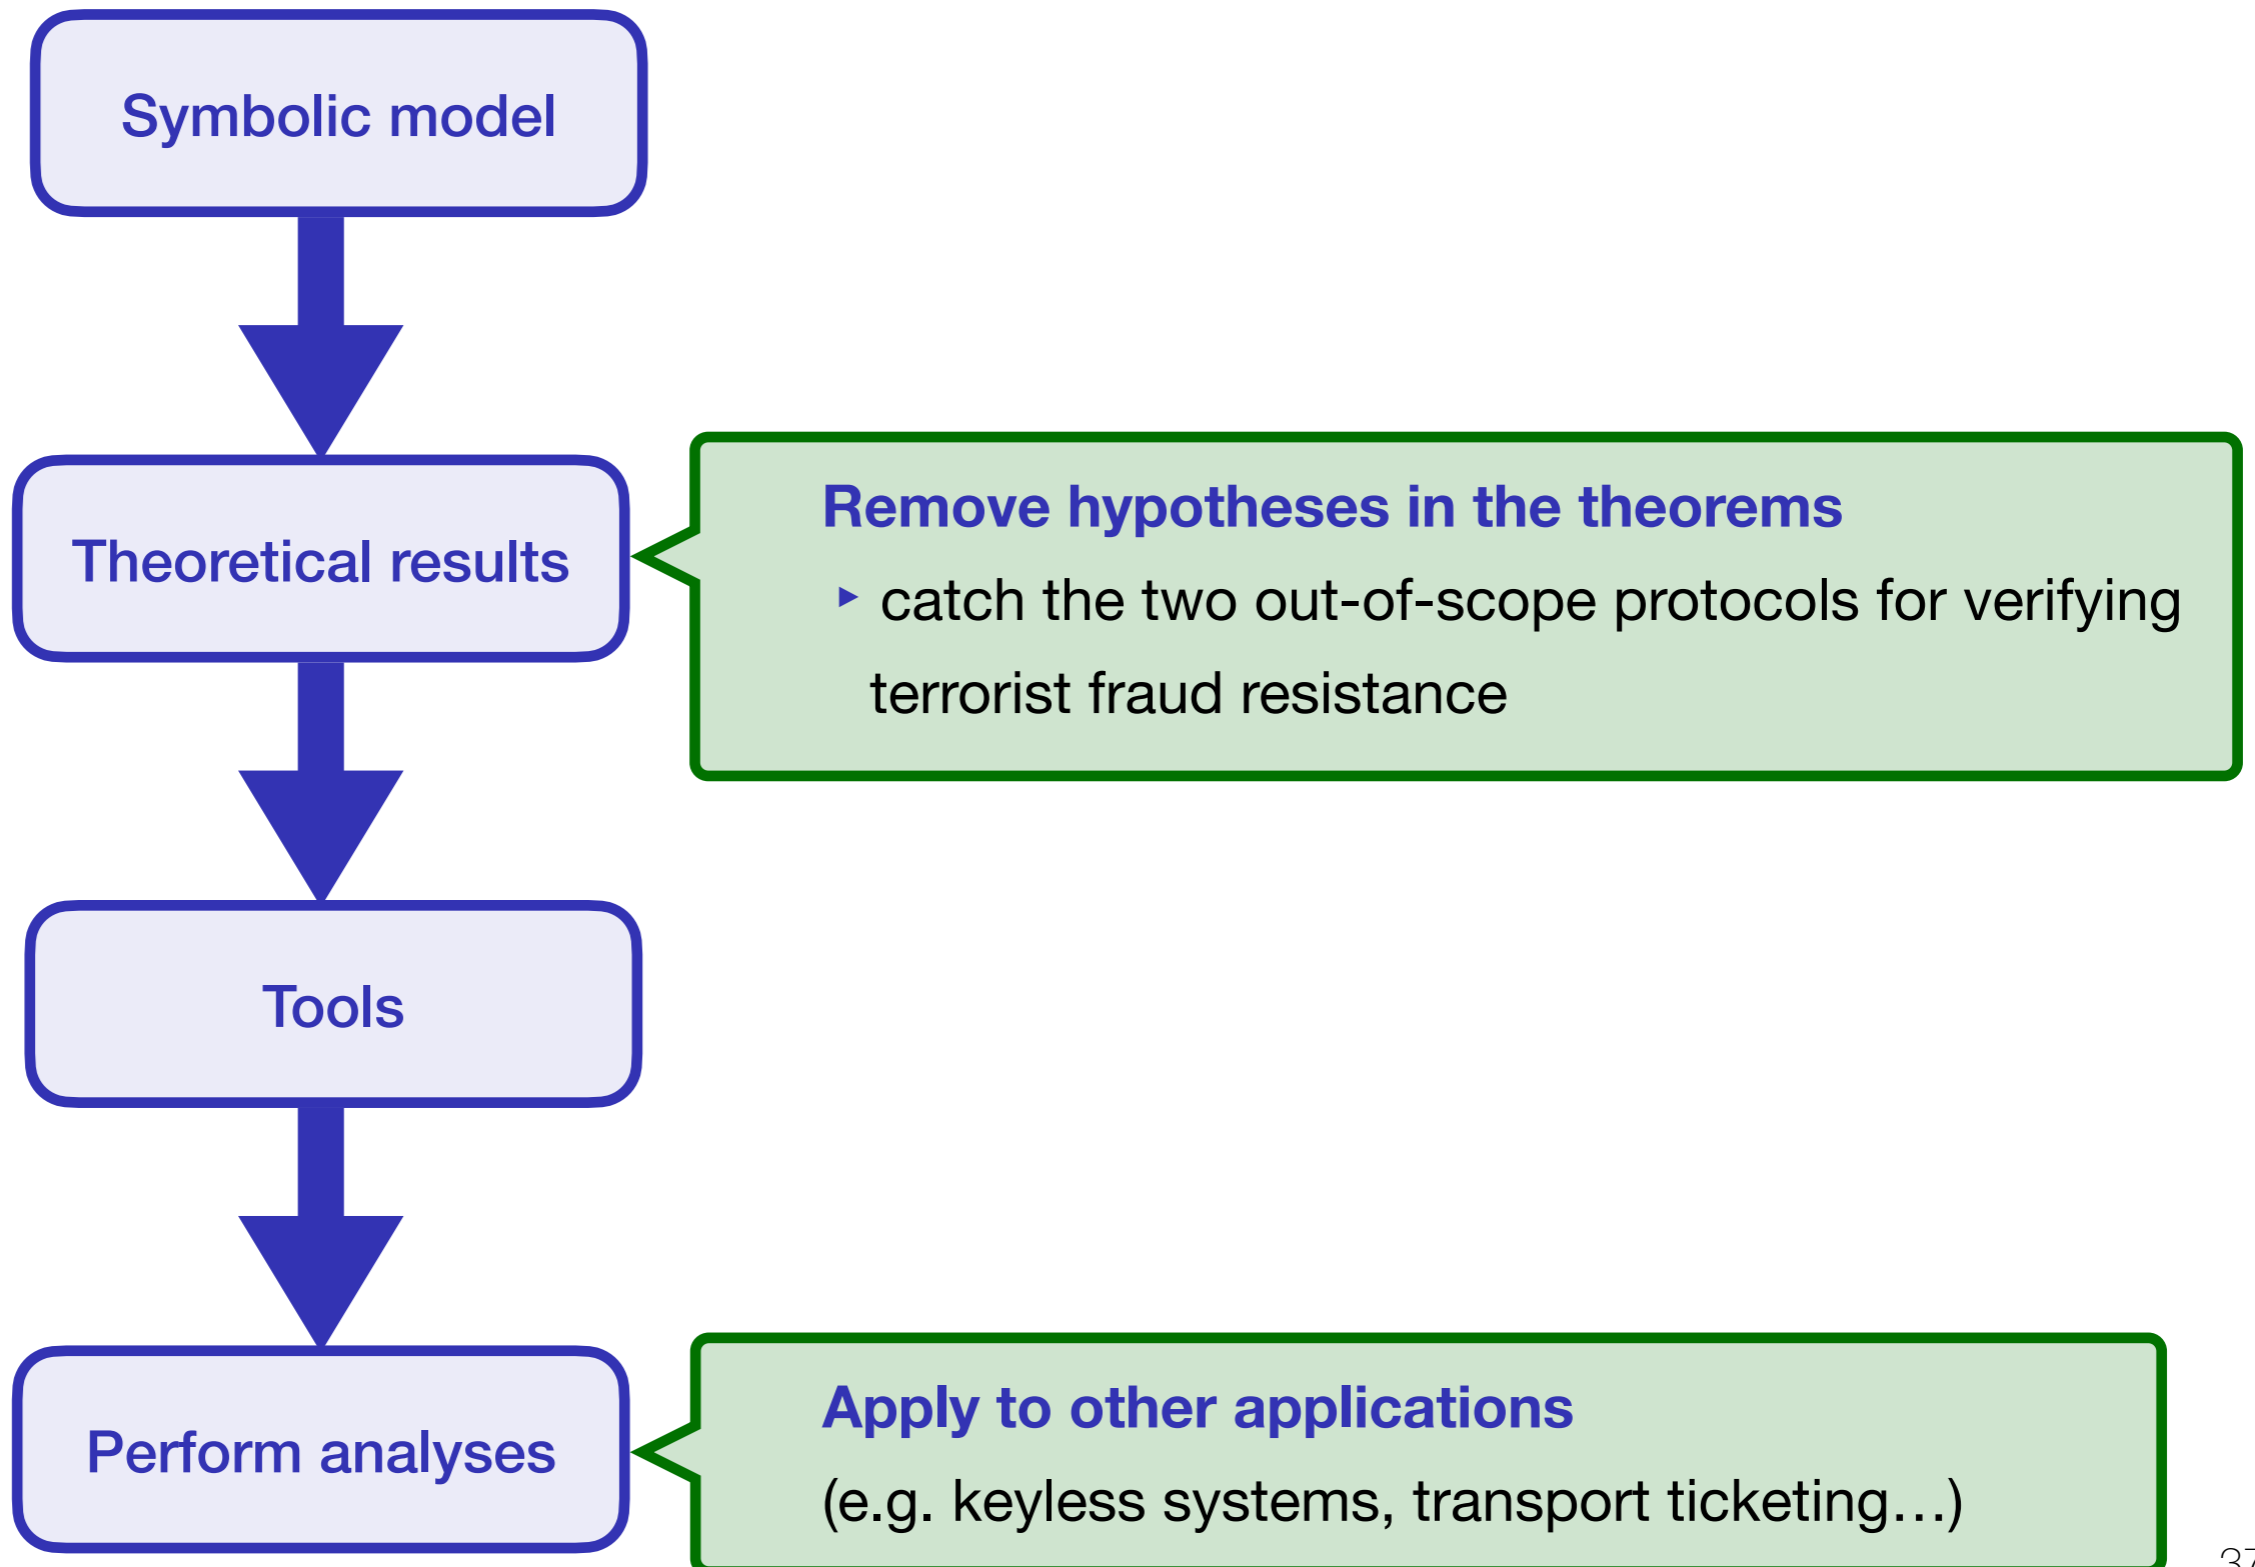 Symbolic model
Theoretical results
Remove hypotheses in the theorems
‣ catch the two out-of-scope protocols for verifying
terrorist fraud resistance
Tools
Perform analyses
Apply to other applications
(e.g. keyless systems, transport ticketing…)
37